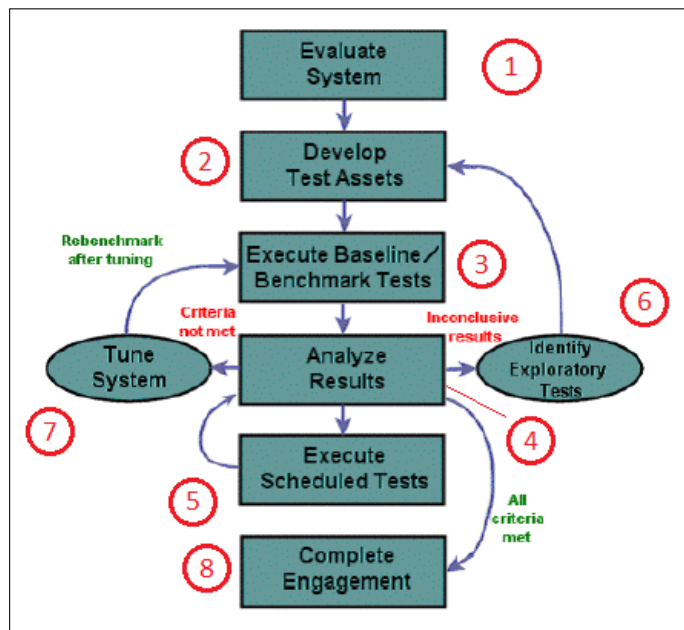 Evaluate
System
1
2
Develop
Test Assets
Rebenchmark
after tuning
Execute Baseline/
Benchmark Tests
3
6
Criteria
not met
Inconclusive
results
Tune
System
Analyze
Results
Identify
Exploratory
Tests
7
4
Execute
Scheduled Tests
5
All
criteria
met
8
Complete
Engagement